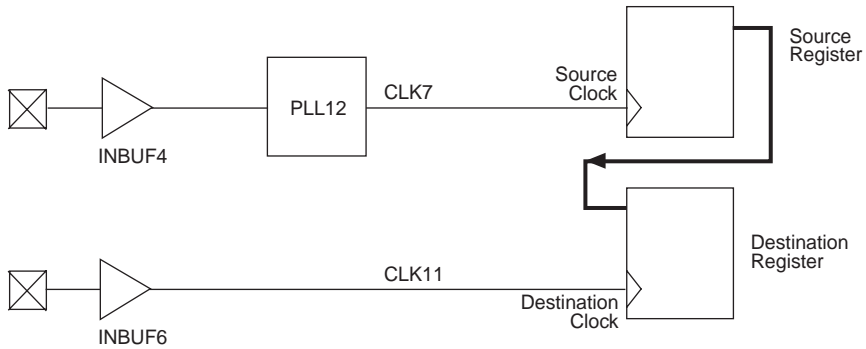 Source
Register
Source
Clock
CLK7
PLL12
INBUF4
Destination
Register
CLK11
Destination
Clock
INBUF6